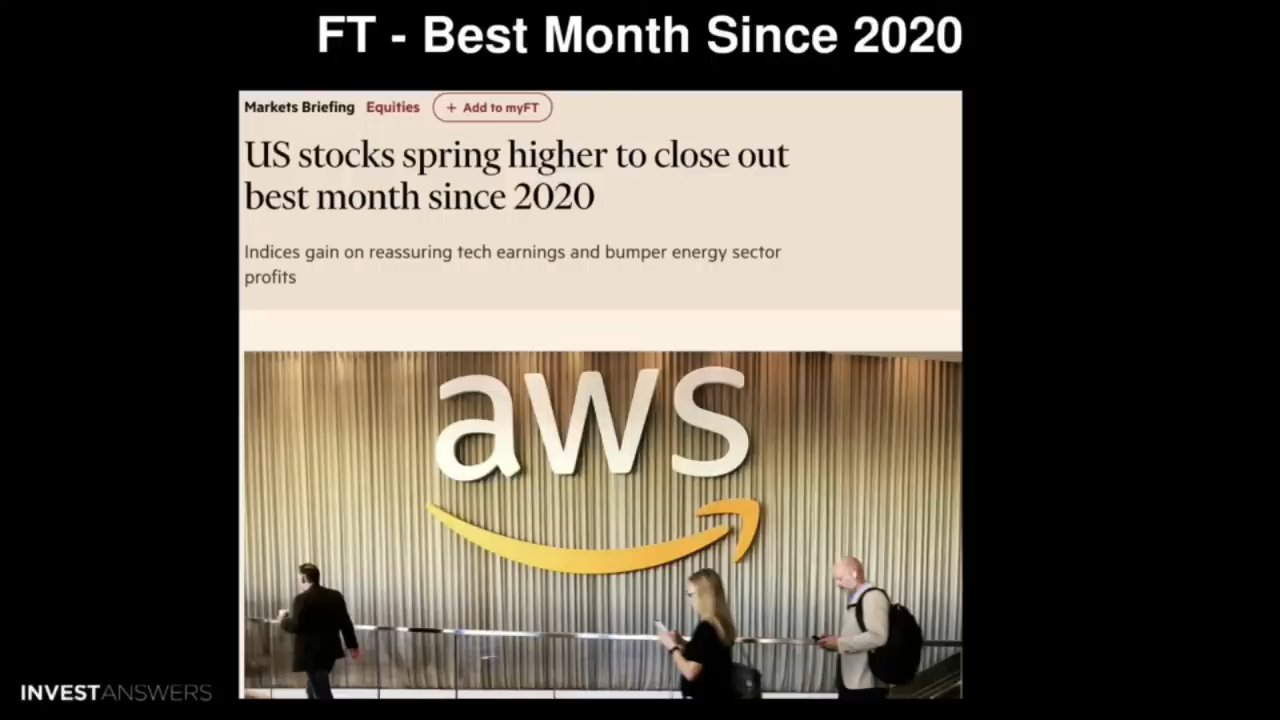 FT - Best Month Since 2020
Markets Briefing Equities + Add to myFT
US stocks spring higher to close out
best month since 2020
Indices gain on reassuring tech earnings and bumper energy sector
profits
aws
INVESTANSWERS